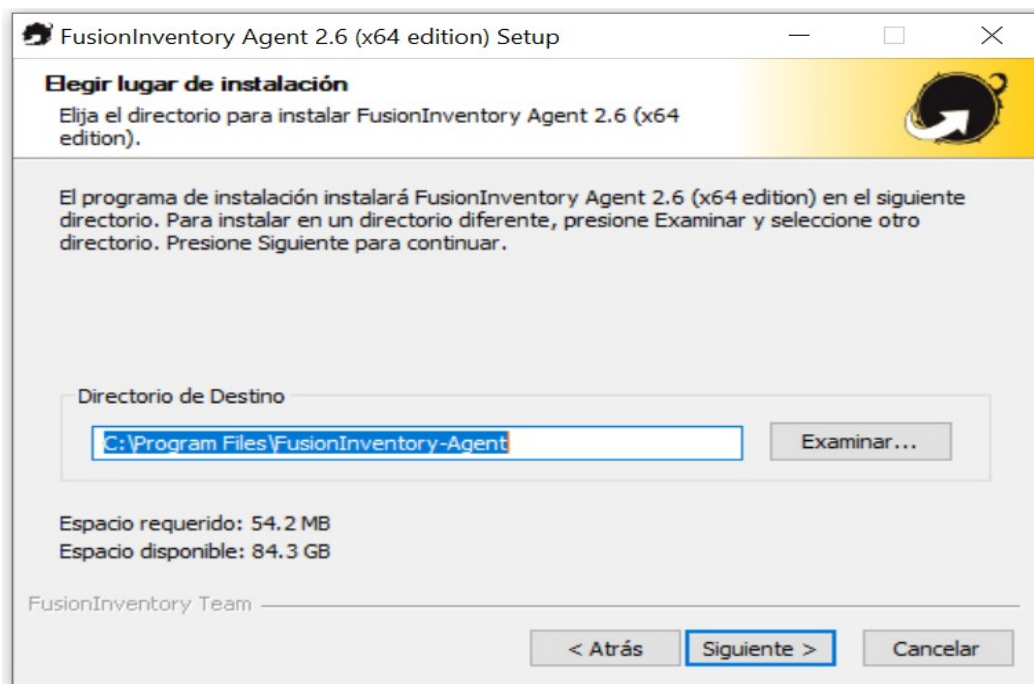 FusionInventory Agent 2.6 (x64 edition) Setup
Elegir lugar de instalación
Elija el directorio para instalar FusionInventory Agent 2.6 (x64
edition).
El programa de instalación instalará FusionInventory Agent 2.6 (x64 edition) en el siguiente
directorio. Para instalar en un directorio diferente, presione Examinar y seleccione otro
directorio. Presione Siguiente para continuar.
Directorio de Destino
C:\Program Files\FusionInventory-Agent
Examinar...
Espacio requerido: 54.2 MB
Espacio disponible: 84.3 GB
FusionInventory Team
< Atrás Siguiente > Cancelar